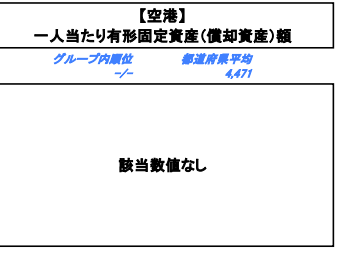 【空港】
一人当たり有形固定資産(償却資産)額
グループ内順位 都道府県平均
-/- 4,471
該当数値なし